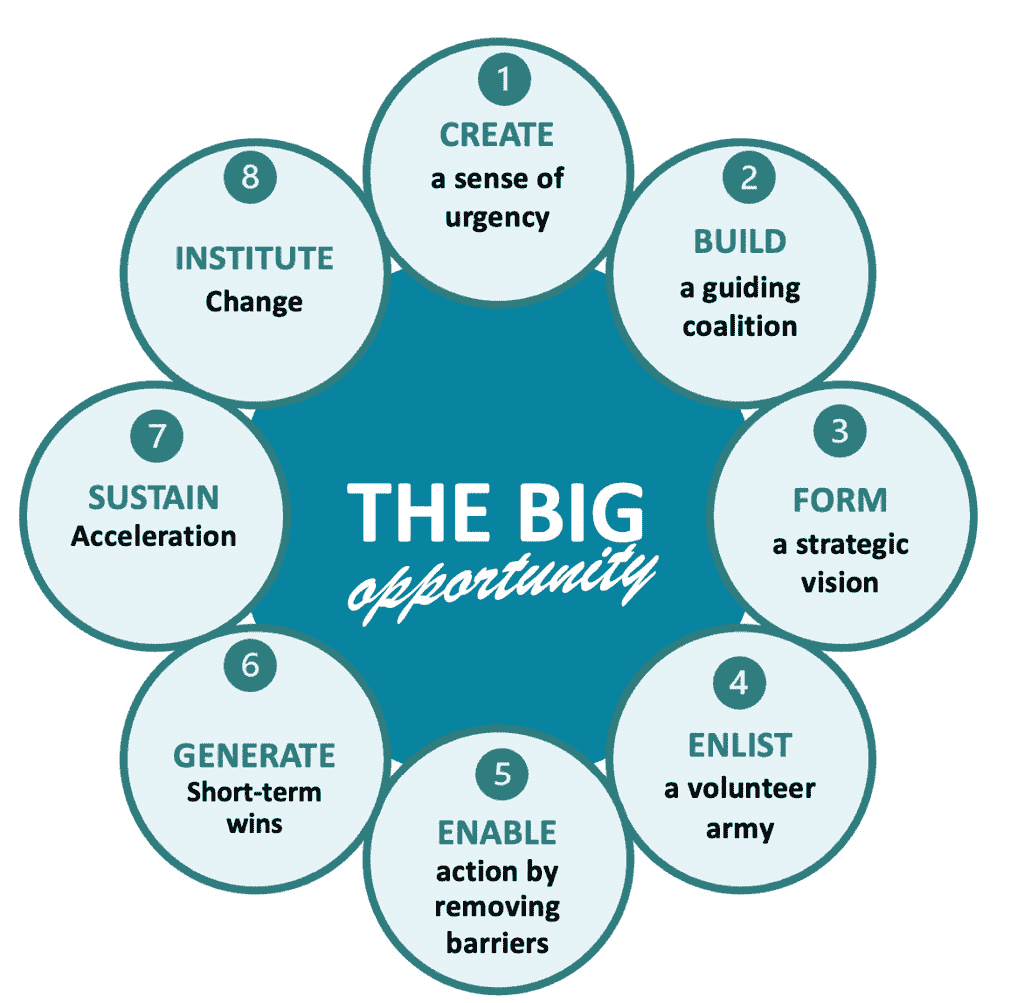 1
CREATE
a sense of
urgency
2
BUILD
a guiding
coalition
3
FORM
a strategic
vision
4
ENLIST
a volunteer
army
5
ENABLE
action by
removing
barriers
6
GENERATE
Short-term
wins
7
SUSTAIN
Acceleration
8
INSTITUTE
Change
THE BIG
opportunity